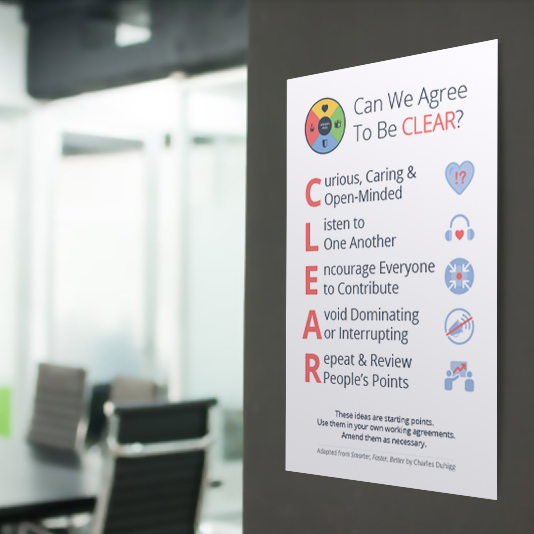 Can We Agree
To Be CLEAR?
Curious, Caring &
Open-Minded
!?
Listen to
One Another
Encourage Everyone
to Contribute
Avoid Dominating
or Interrupting
Repeat & Review
People's Points
These ideas are starting points.
Use them in your own working agreements.
Amend them as necessary.
Adapted from Smarter, Faster, Better by Charles Duhigg